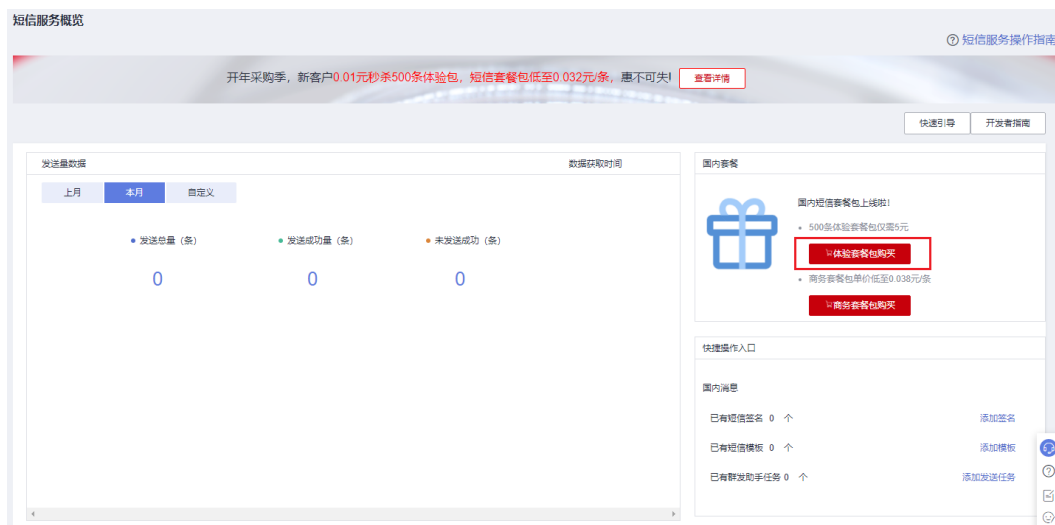 短信服务概览
短信服务操作指南
开年采购季，新客户0.01元秒杀500条体验包，短信套餐包低至0.032元/条，惠不可失! 查看详情
快速引导 开发者指南
发送量数据 数据获取时间
上月 本月 自定义
发送总量（条） 发送成功量（条） 未发送成功（条）
0 0 0
国内套餐
国内短信套餐包上线啦!
500条体验套餐包仅需5元
体验套餐包购买
商务套餐包单价低至0.038元/条
商务套餐包购买
快捷操作入口
国内消息
已有短信签名 0 个 添加签名
已有短信模板 0 个 添加模板
已有群发助手任务 0 个 添加发送任务